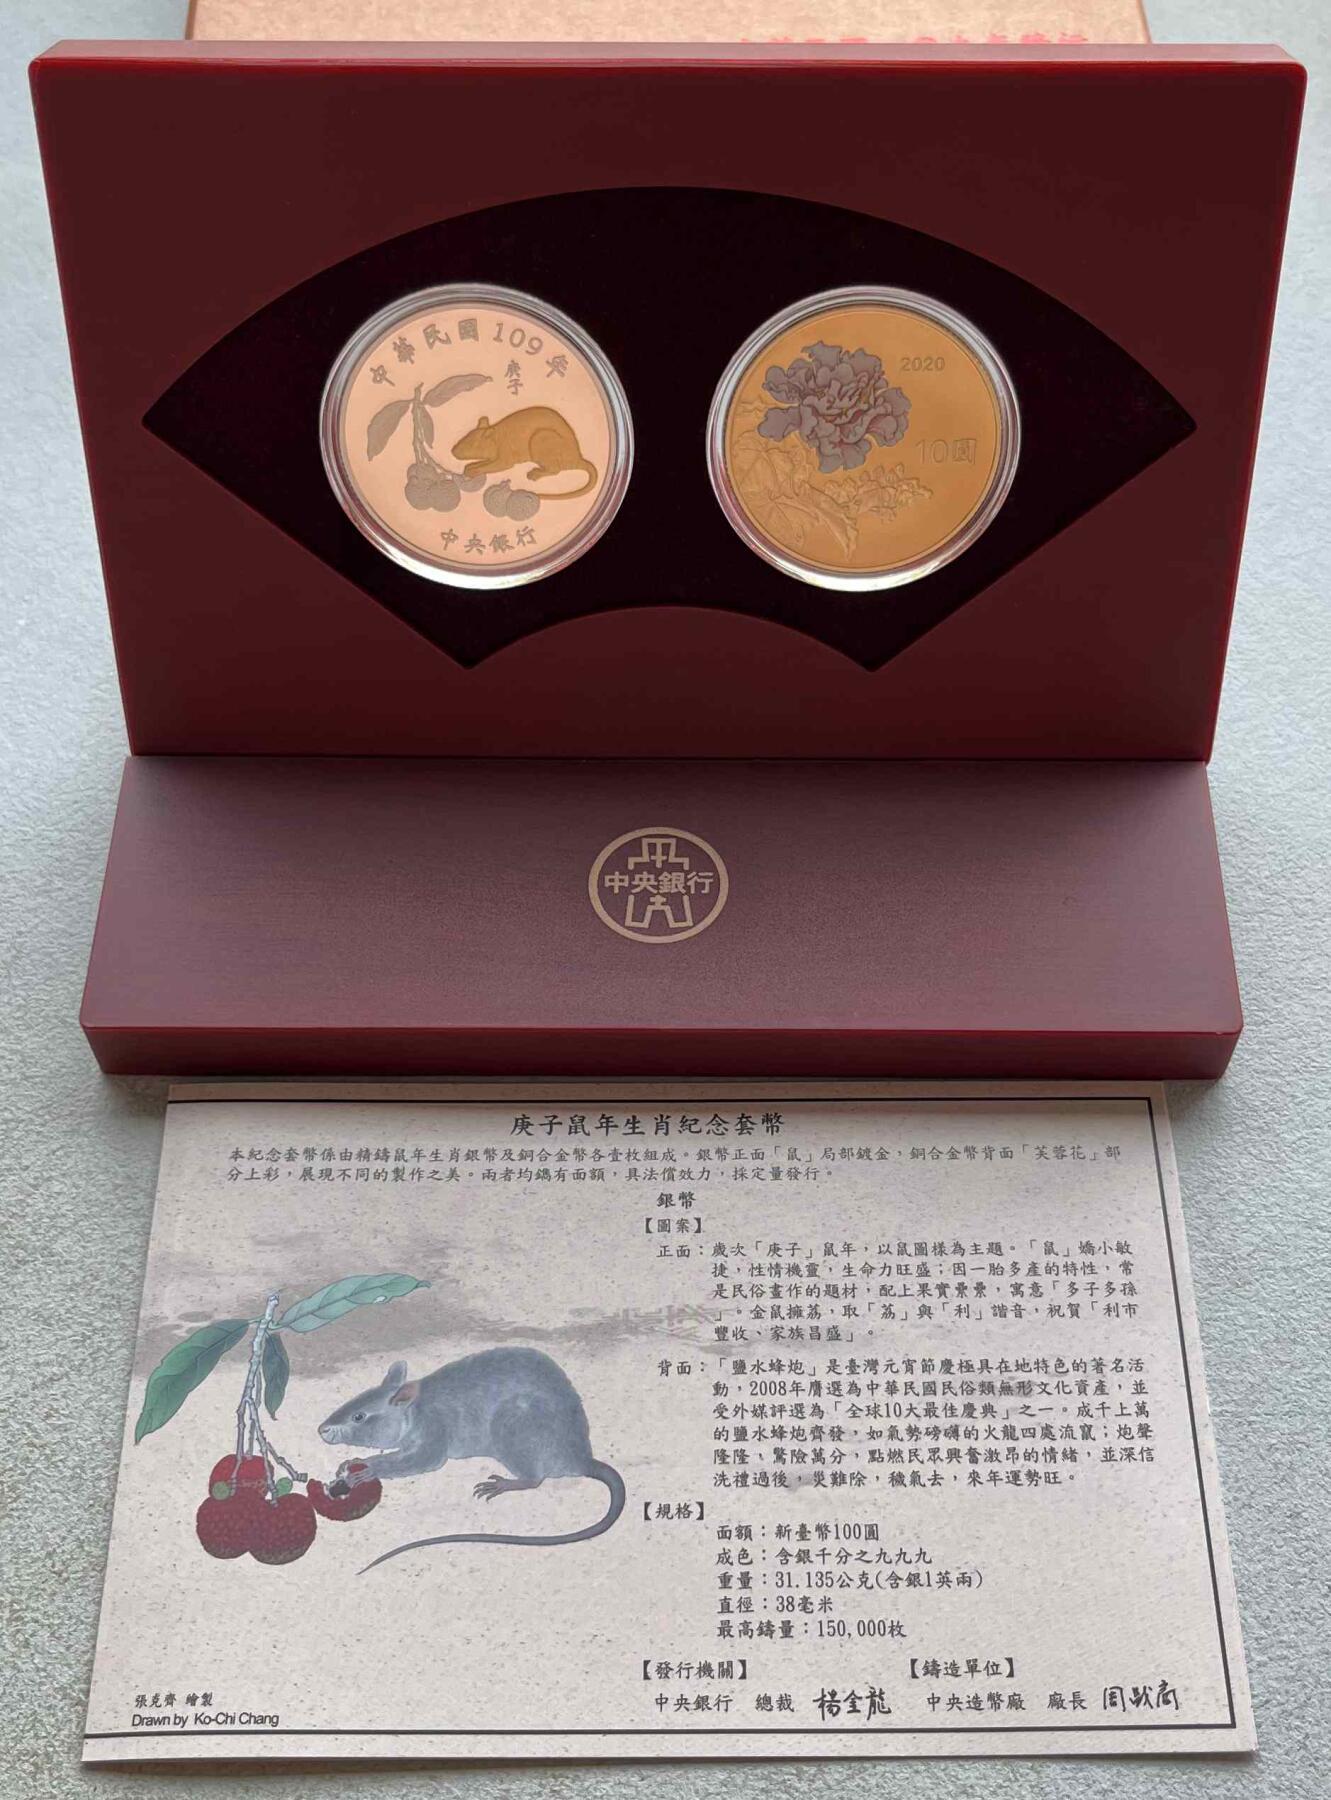 中華民國109年
庚子
中央銀行
2020
10圓
中央銀行
庚子鼠年生肖紀念套幣
本紀念套幣係由精鑄鼠年生肖銀幣及銅合金幣各壹枚組成。銀幣正面「鼠」局部鍍金，銅合金幣背面「芙蓉花」部
分上彩，展現不同的製作之美。兩者均鐫有面額，具法償效力，採定量發行。
銀幣
【圖案】
正面：歲次「庚子」鼠年，以鼠圖樣為主題。「鼠」嬌小敏
捷，性情機靈，生命力旺盛；因一胎多產的特性，常
是民俗畫作的題材，配上果實纍纍，寓意「多子多孫
」。金鼠擁荔，取「荔」與「利」諧音，祝賀「利市
豐收、家族昌盛」。
背面：「鹽水蜂炮」是臺灣元宵節慶極具在地特色的著名活
動，2008年膺選為中華民國民俗類無形文化資產，並
受外媒評選為「全球10大最佳慶典」之一。成千上萬
的鹽水蜂炮齊發，如氣勢磅礡的火龍四處流竄；炮聲
隆隆，驚險萬分，點燃民眾興奮激昂的情緒，並深信
洗禮過後，災難除，穢氣去，來年運勢旺。
【規格】
面額：新臺幣100圓
成色：含銀千分之九九九
重量：31.135公克(含銀1英兩)
直徑：38毫米
最高鑄量：150,000枚
【發行機關】 【鑄造單位】
中央銀行 總裁 楊金龍 中央造幣廠 廠長
張克齊 繪製
Drawn by Ko-Chi Chang